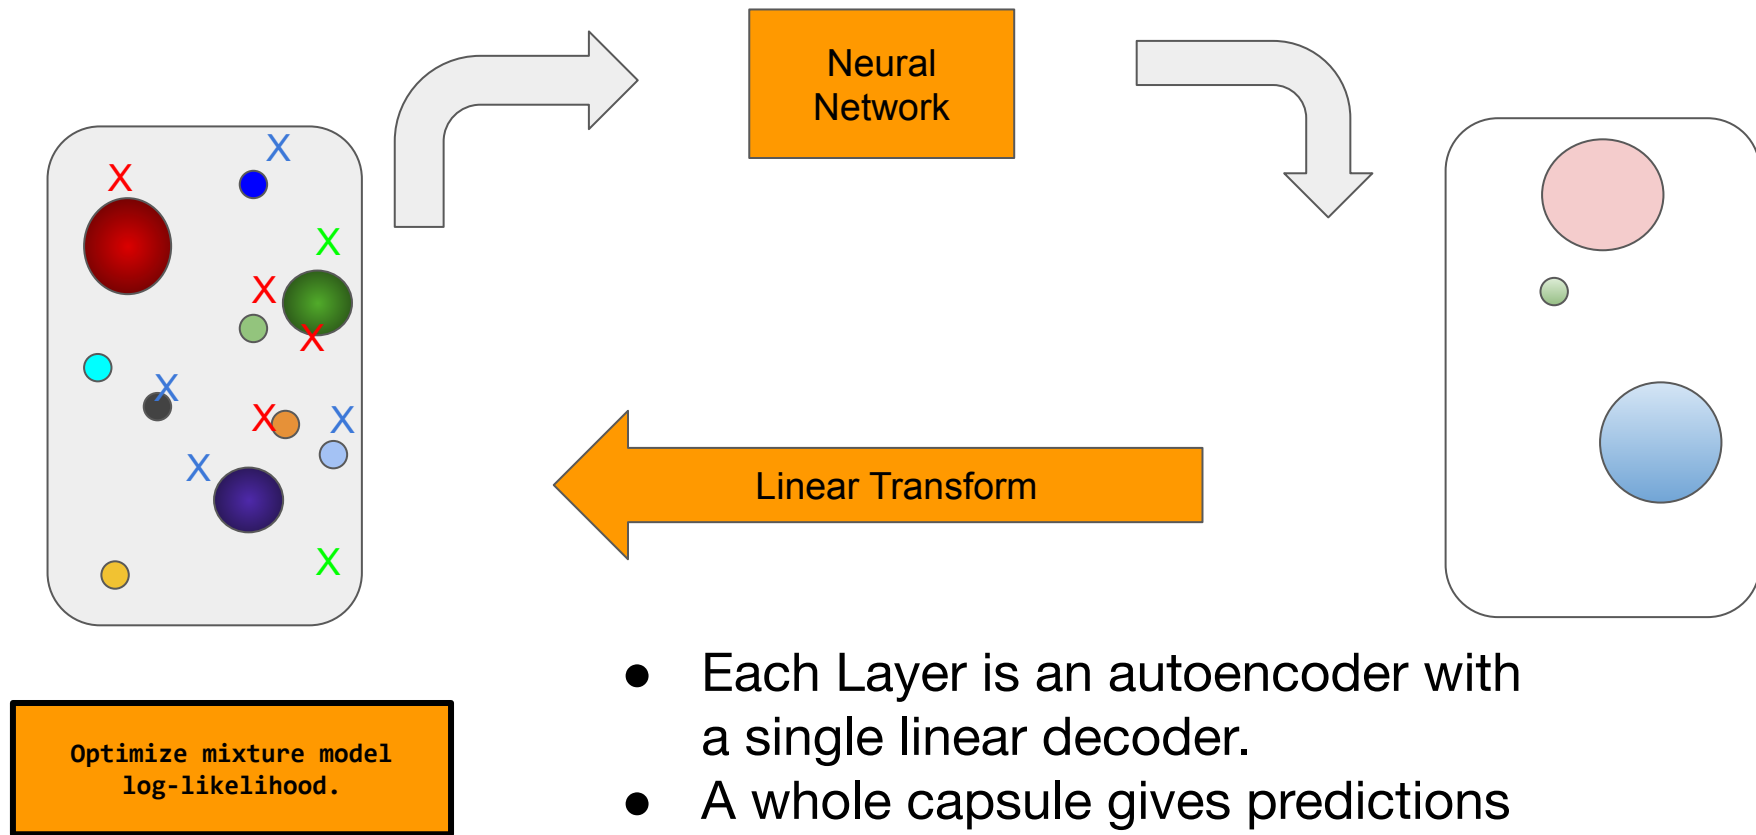 Neural
Network
X
X
X
X
X
X
X
X
X
X
Linear Transform
● Each Layer is an autoencoder with
a single linear decoder.
● A whole capsule gives predictions
Optimize mixture model
log-likelihood.